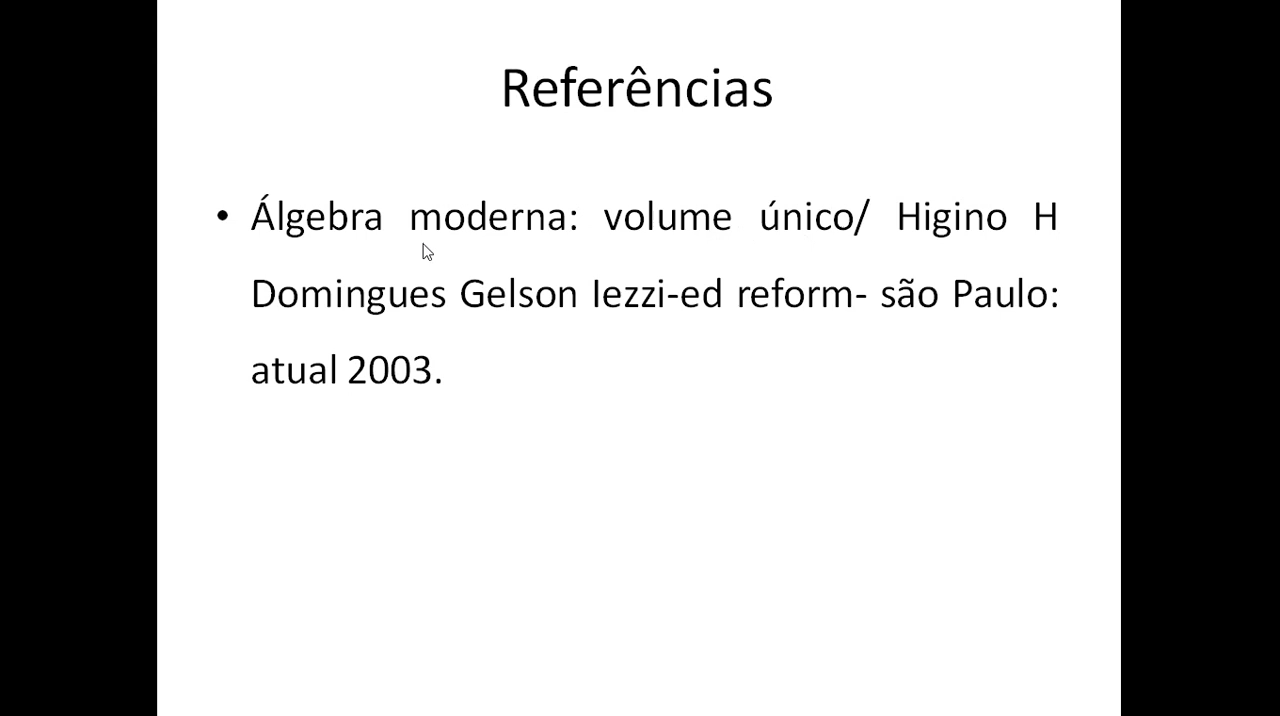 Referências
• Álgebra moderna: volume único/ Higino H
Domingues Gelson Iezzi-ed reform- são Paulo:
atual 2003.